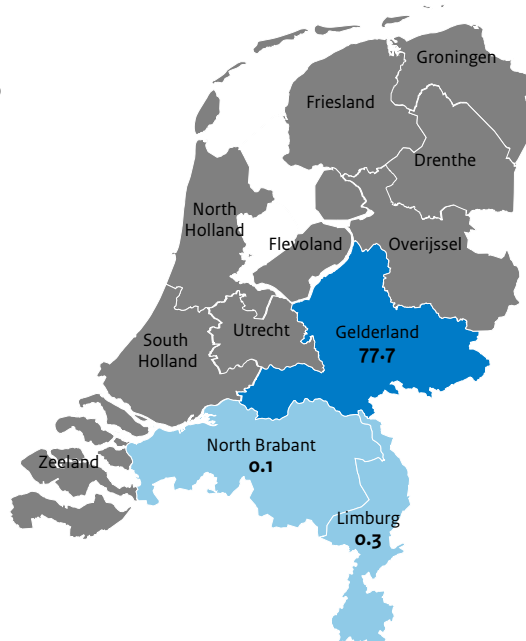 Groningen
Friesland
Drenthe
North
Holland
Flevoland
Overijssel
Utrecht
Gelderland
77.7
South
Holland
North Brabant
0.1
Zeeland
Limburg
0.3